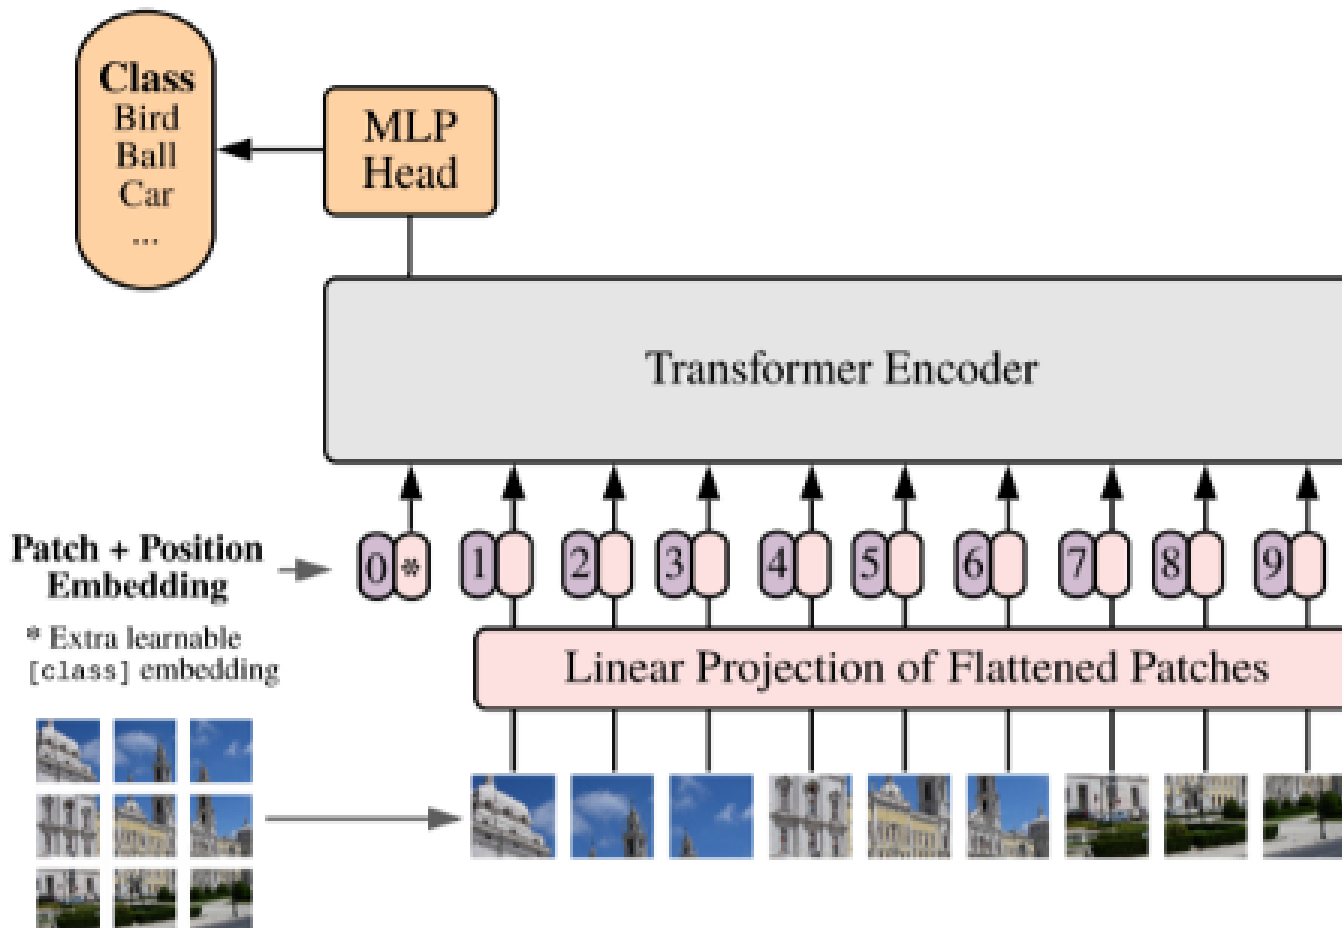 Class
Bird
Ball
Car
...
MLP
Head
Transformer Encoder
Patch + Position
Embedding
0 * 1 2 3 4 5 6 7 8 9
* Extra learnable
[class] embedding
Linear Projection of Flattened Patches